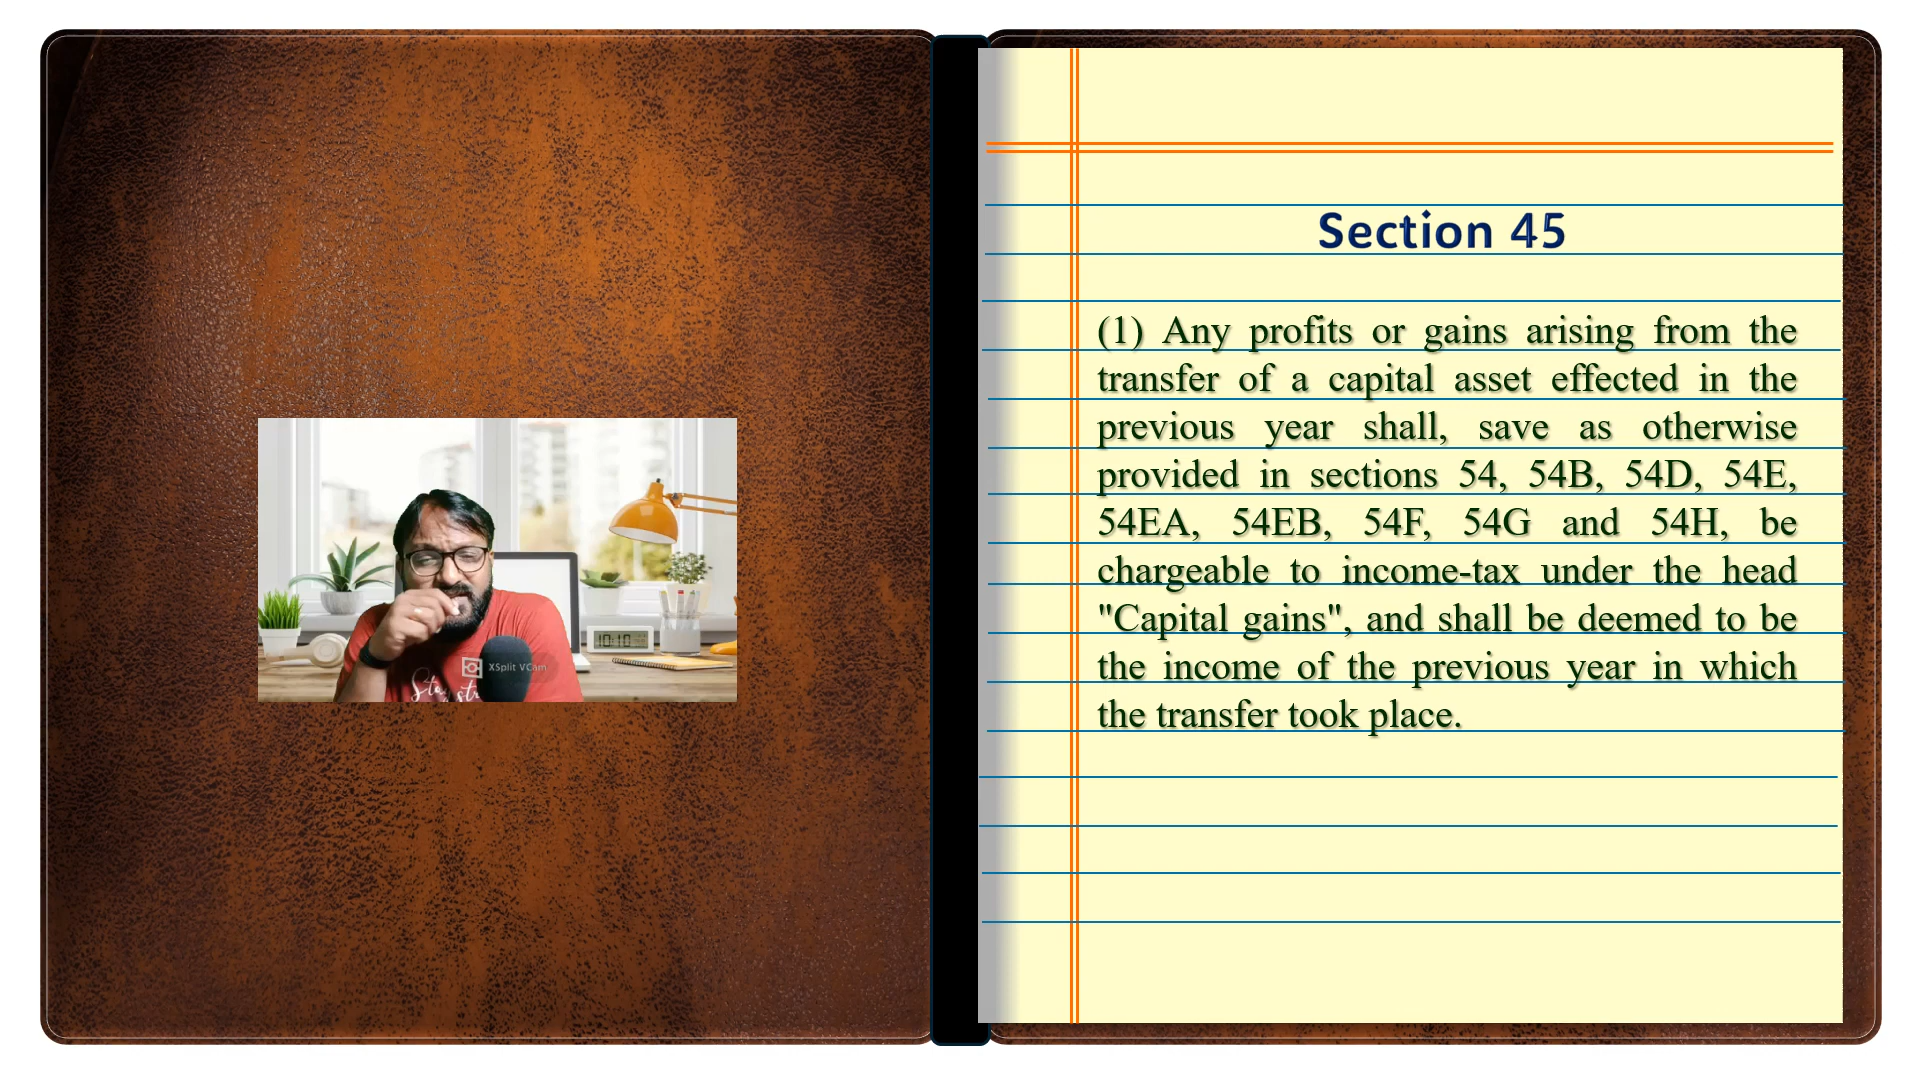 Section 45
(1) Any profits or gains arising from the
transfer of a capital asset effected in the
previous year shall, save as otherwise
provided in sections 54, 54B, 54D, 54E,
54EA, 54EB, 54F, 54G and 54H, be
chargeable to income-tax under the head
"Capital gains", and shall be deemed to be
the income of the previous year in which
the transfer took place.
10:10
XSplit VCam